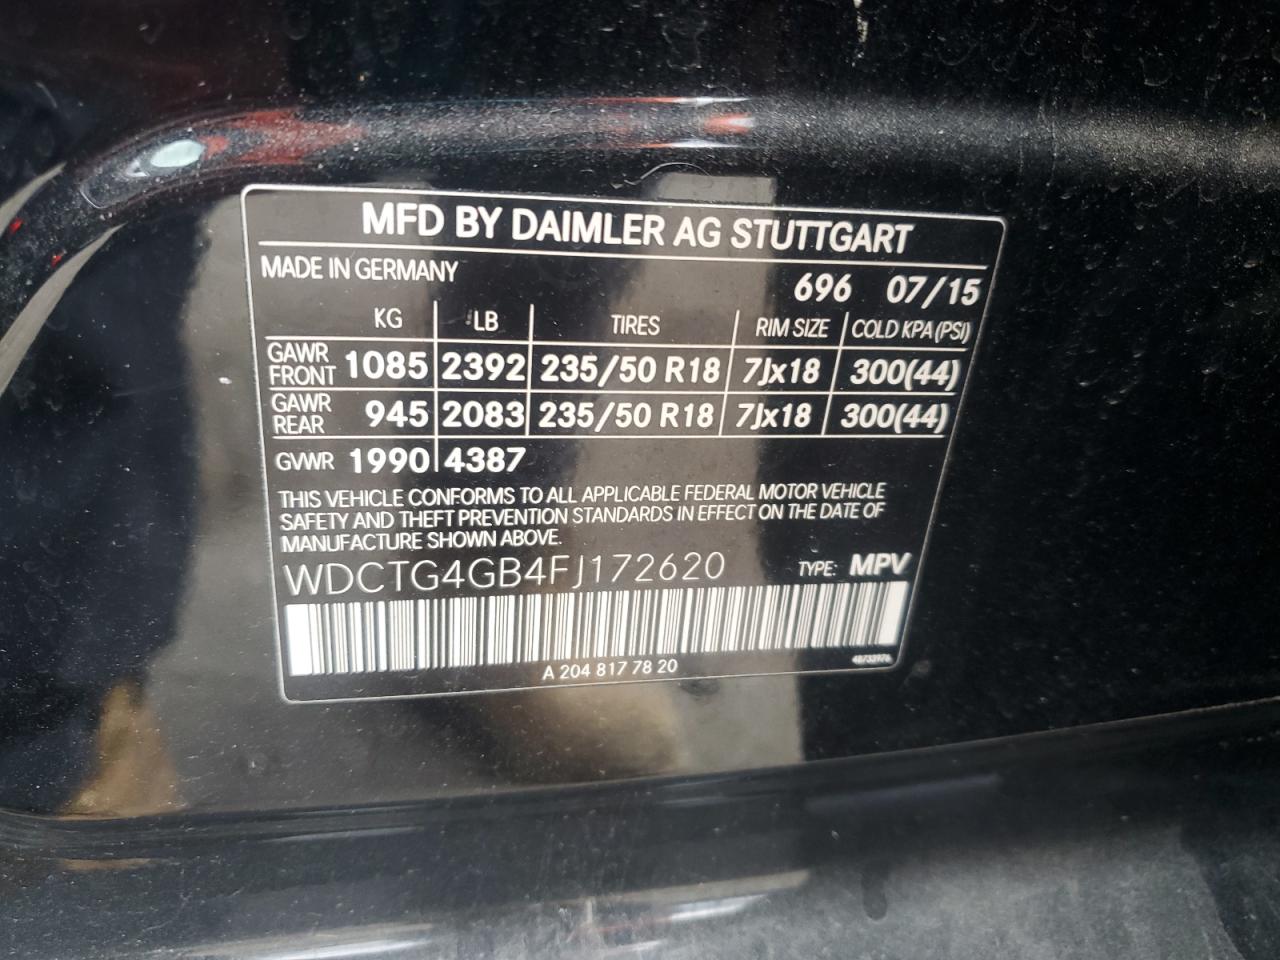 MFD BY DAIMLER AG STUTTGART
MADE IN GERMANY 696 07/15
KG LB TIRES RIM SIZE COLD KPA (PSI)
GAWR FRONT 1085 2392 235/50 R18 7Jx18 300(44)
GAWR REAR 945 2083 235/50 R18 7Jx18 300(44)
GVWR 1990 4387
THIS VEHICLE CONFORMS TO ALL APPLICABLE FEDERAL MOTOR VEHICLE
SAFETY AND THEFT PREVENTION STANDARDS IN EFFECT ON THE DATE OF
MANUFACTURE SHOWN ABOVE.
WDCTG4GB4FJ172620 TYPE: MPV
A 204 817 78 20